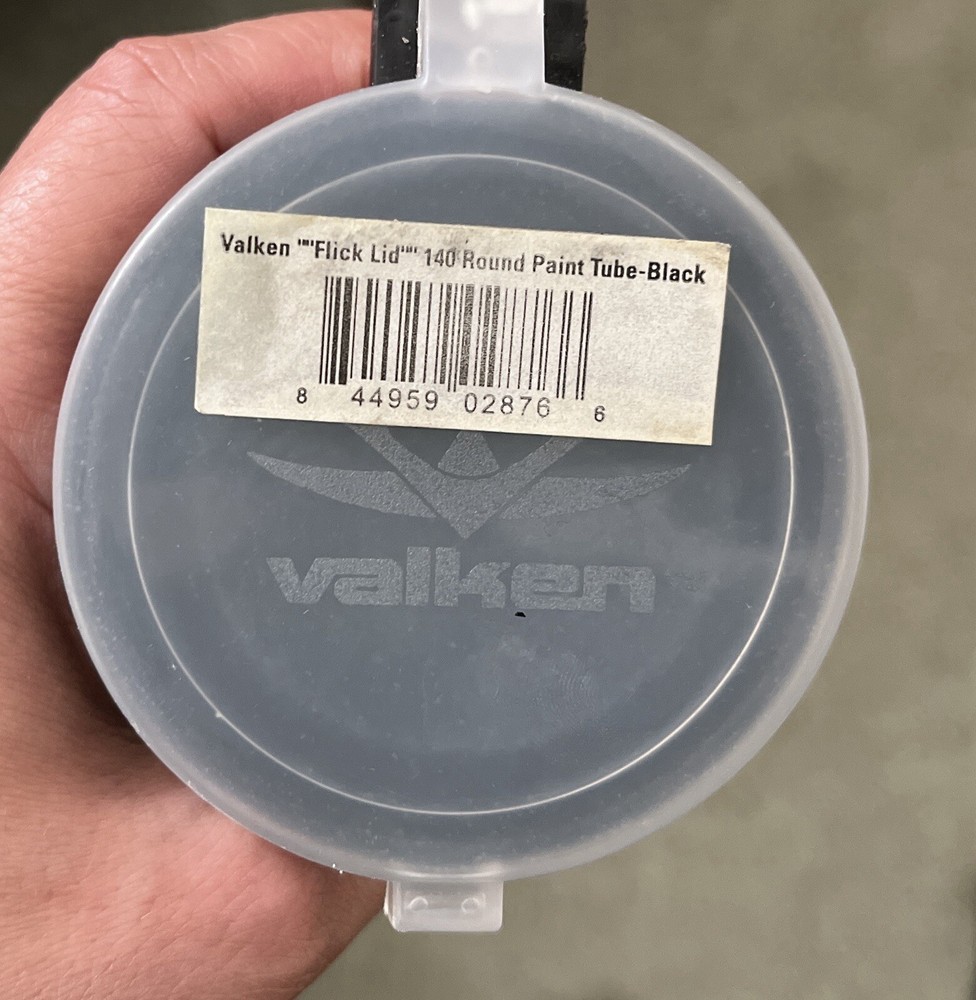 Valken ""Flick Lid"" 140 Round Paint Tube-Black
8 44959 02876 6
valken